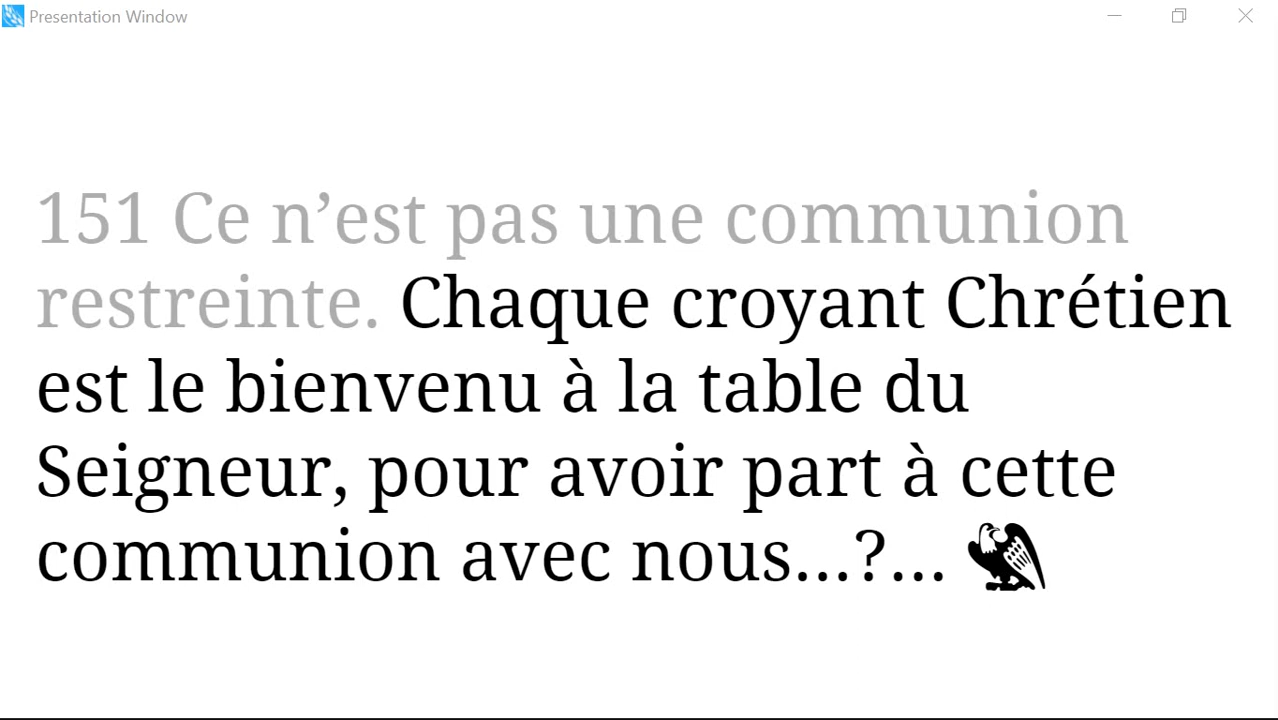 Presentation Window
151 Ce n’est pas une communion
restreinte. Chaque croyant Chrétien
est le bienvenu à la table du
Seigneur, pour avoir part à cette
communion avec nous...?...